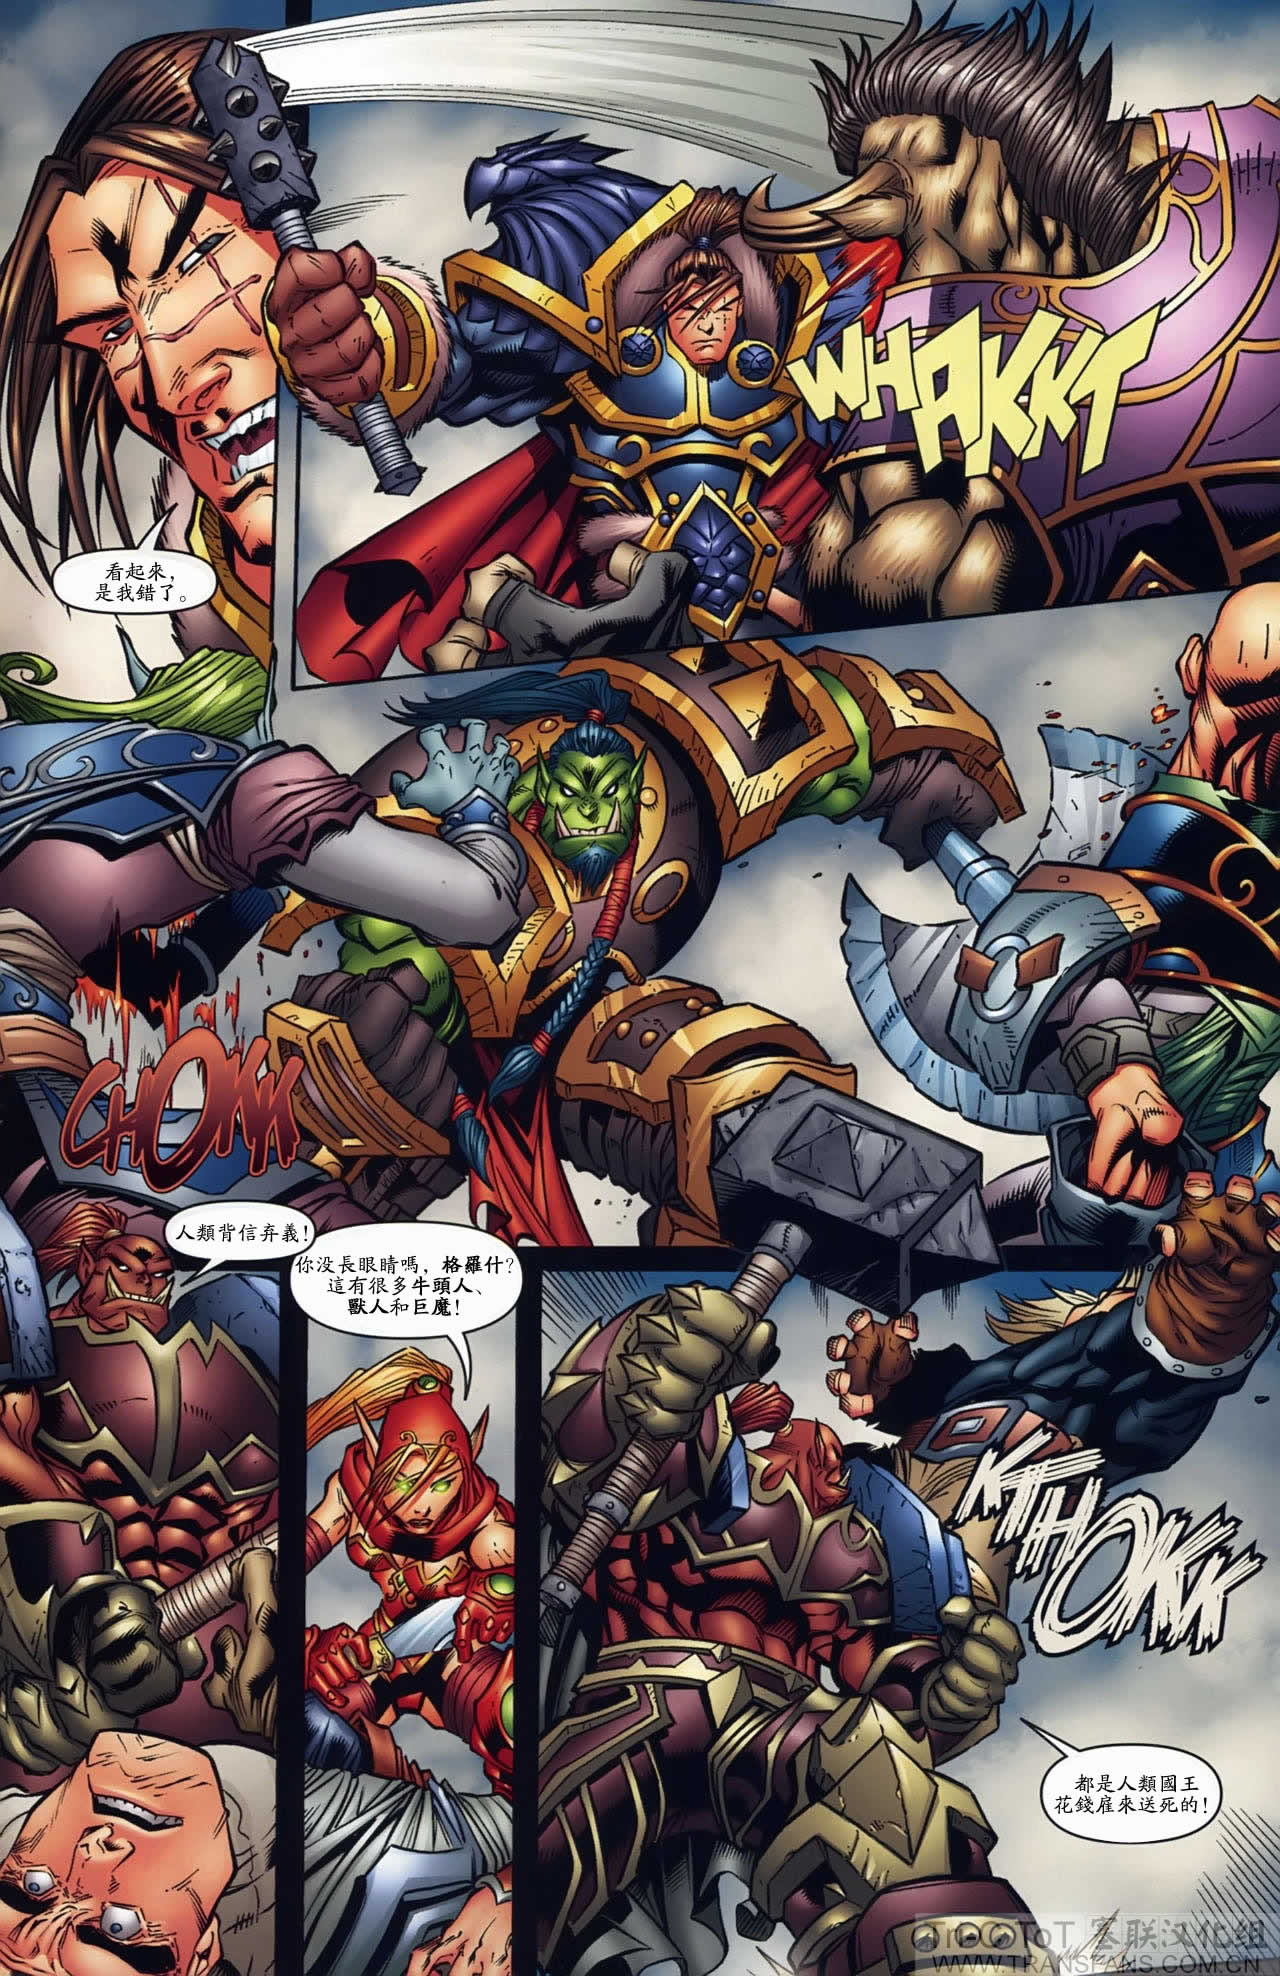 WHAKKT
看起來，
是我錯了。
CHOKK
人類背信弃義！
你没長眼睛嗎，格羅什？
這有很多牛頭人、
獸人和巨魔！
KTHOKK
都是人類國王
花錢雇來送死的！
TrDCToT 塞联汉化组
WWW.TRANSFANS.COM.CN